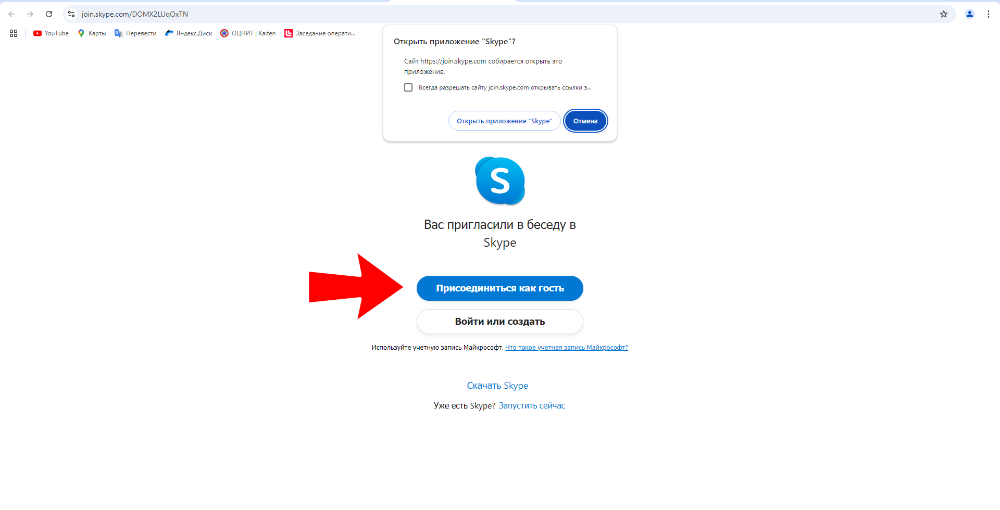 join.skype.com/DOMX2LUqOxTN
YouTube Карты Перевести Яндекс.Диск ОЦНИТ | Kaiten Заседание операти...
Открыть приложение "Skype"?
Сайт https://join.skype.com собирается открыть это
приложение.
Всегда разрешать сайту join.skype.com открывать ссылки э...
Открыть приложение "Skype" Отмена
S
Вас пригласили в беседу в
Skype
Присоединиться как гость
Войти или создать
Используйте учетную запись Майкрософт. Что такое учетная запись Майкрософт?
Скачать Skype
Уже есть Skype? Запустить сейчас